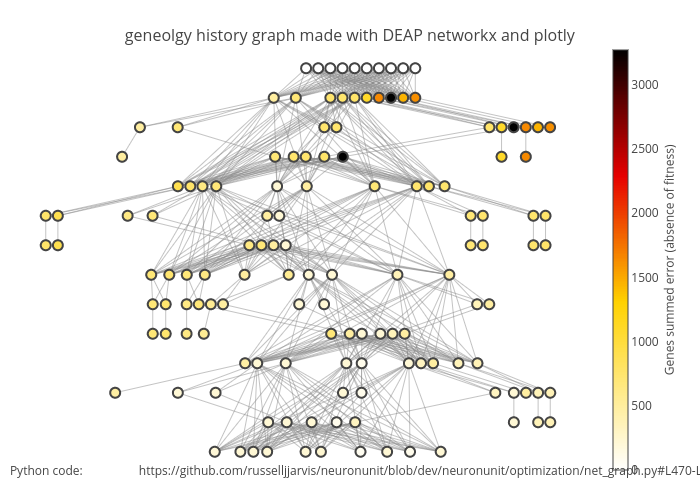 geneolgy history graph made with DEAP networkx and plotly
3000
2500
2000
1500
1000
500
0
Genes summed error (absence of fitness)
Python code: https://github.com/russelljjarvis/neuronunit/blob/dev/neuronunit/optimization/net_graph.py#L470-L